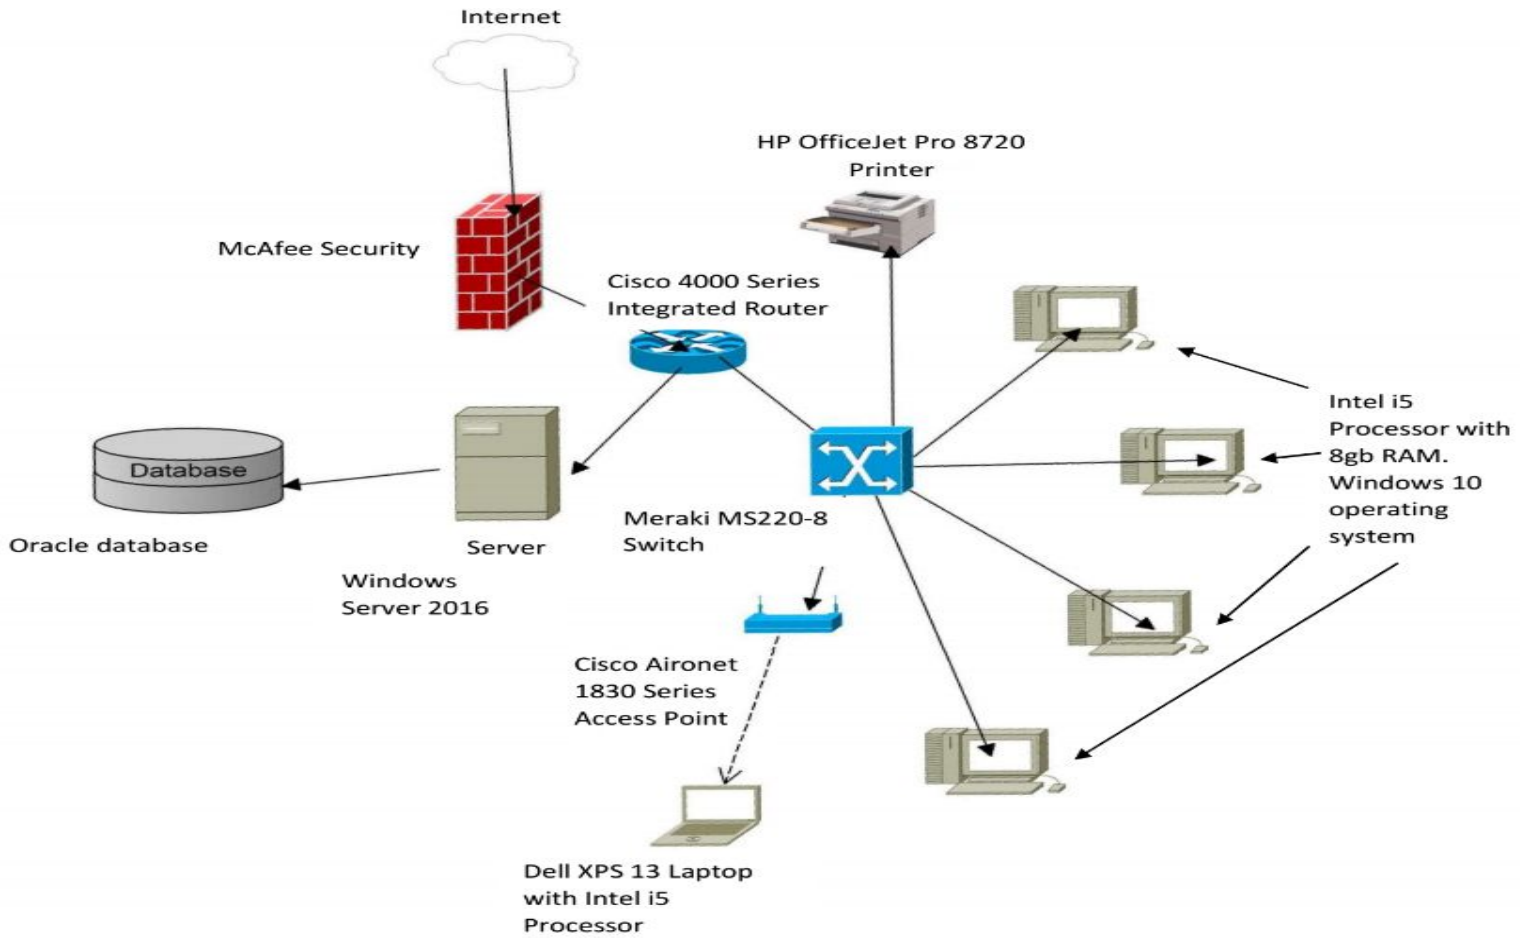 Internet
HP OfficeJet Pro 8720
Printer
McAfee Security
Cisco 4000 Series
Integrated Router
Intel i5
Processor with
8gb RAM.
Windows 10
operating
system
Database
Oracle database
Server
Windows
Server 2016
Meraki MS220-8
Switch
Cisco Aironet
1830 Series
Access Point
Dell XPS 13 Laptop
with Intel i5
Processor